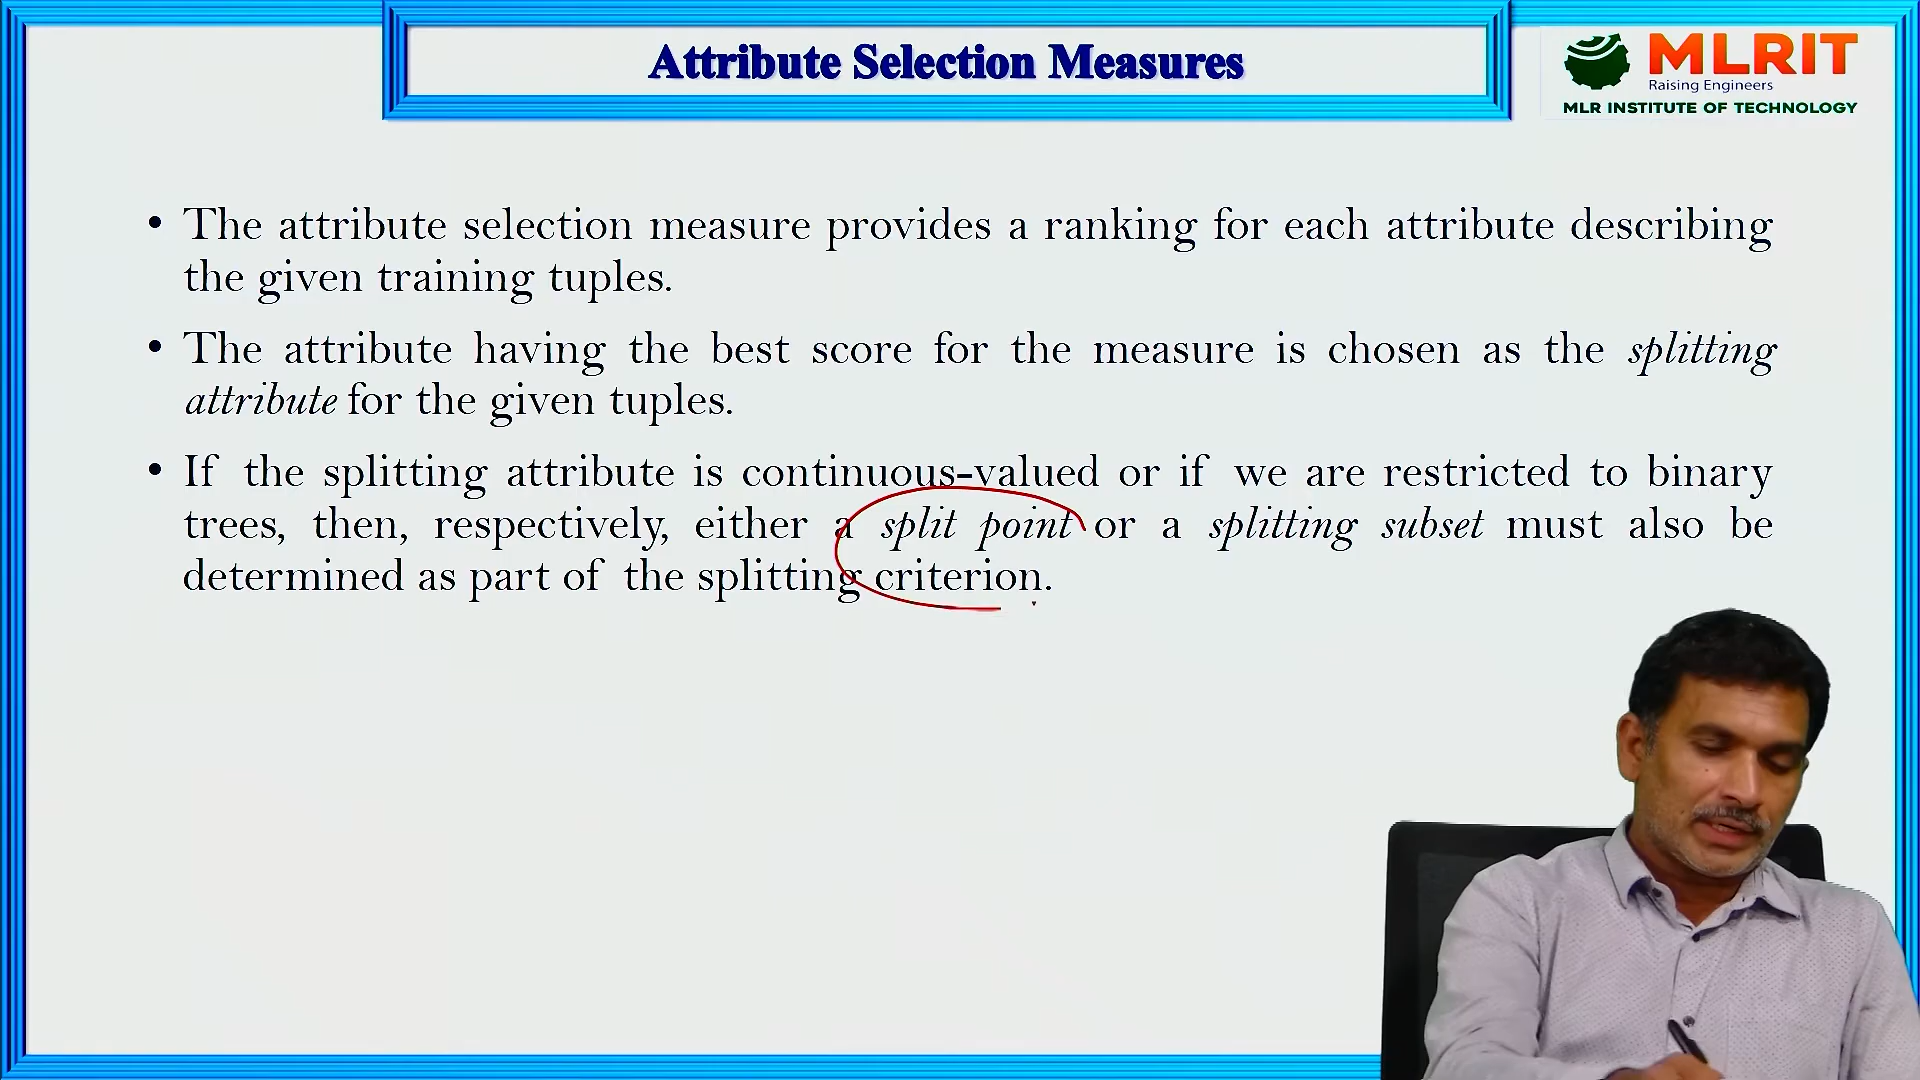 Attribute Selection Measures
MLRIT
Raising Engineers
MLR INSTITUTE OF TECHNOLOGY
• The attribute selection measure provides a ranking for each attribute describing
the given training tuples.
• The attribute having the best score for the measure is chosen as the splitting
attribute for the given tuples.
• If the splitting attribute is continuous-valued or if we are restricted to binary
trees, then, respectively, either a split point or a splitting subset must also be
determined as part of the splitting criterion.